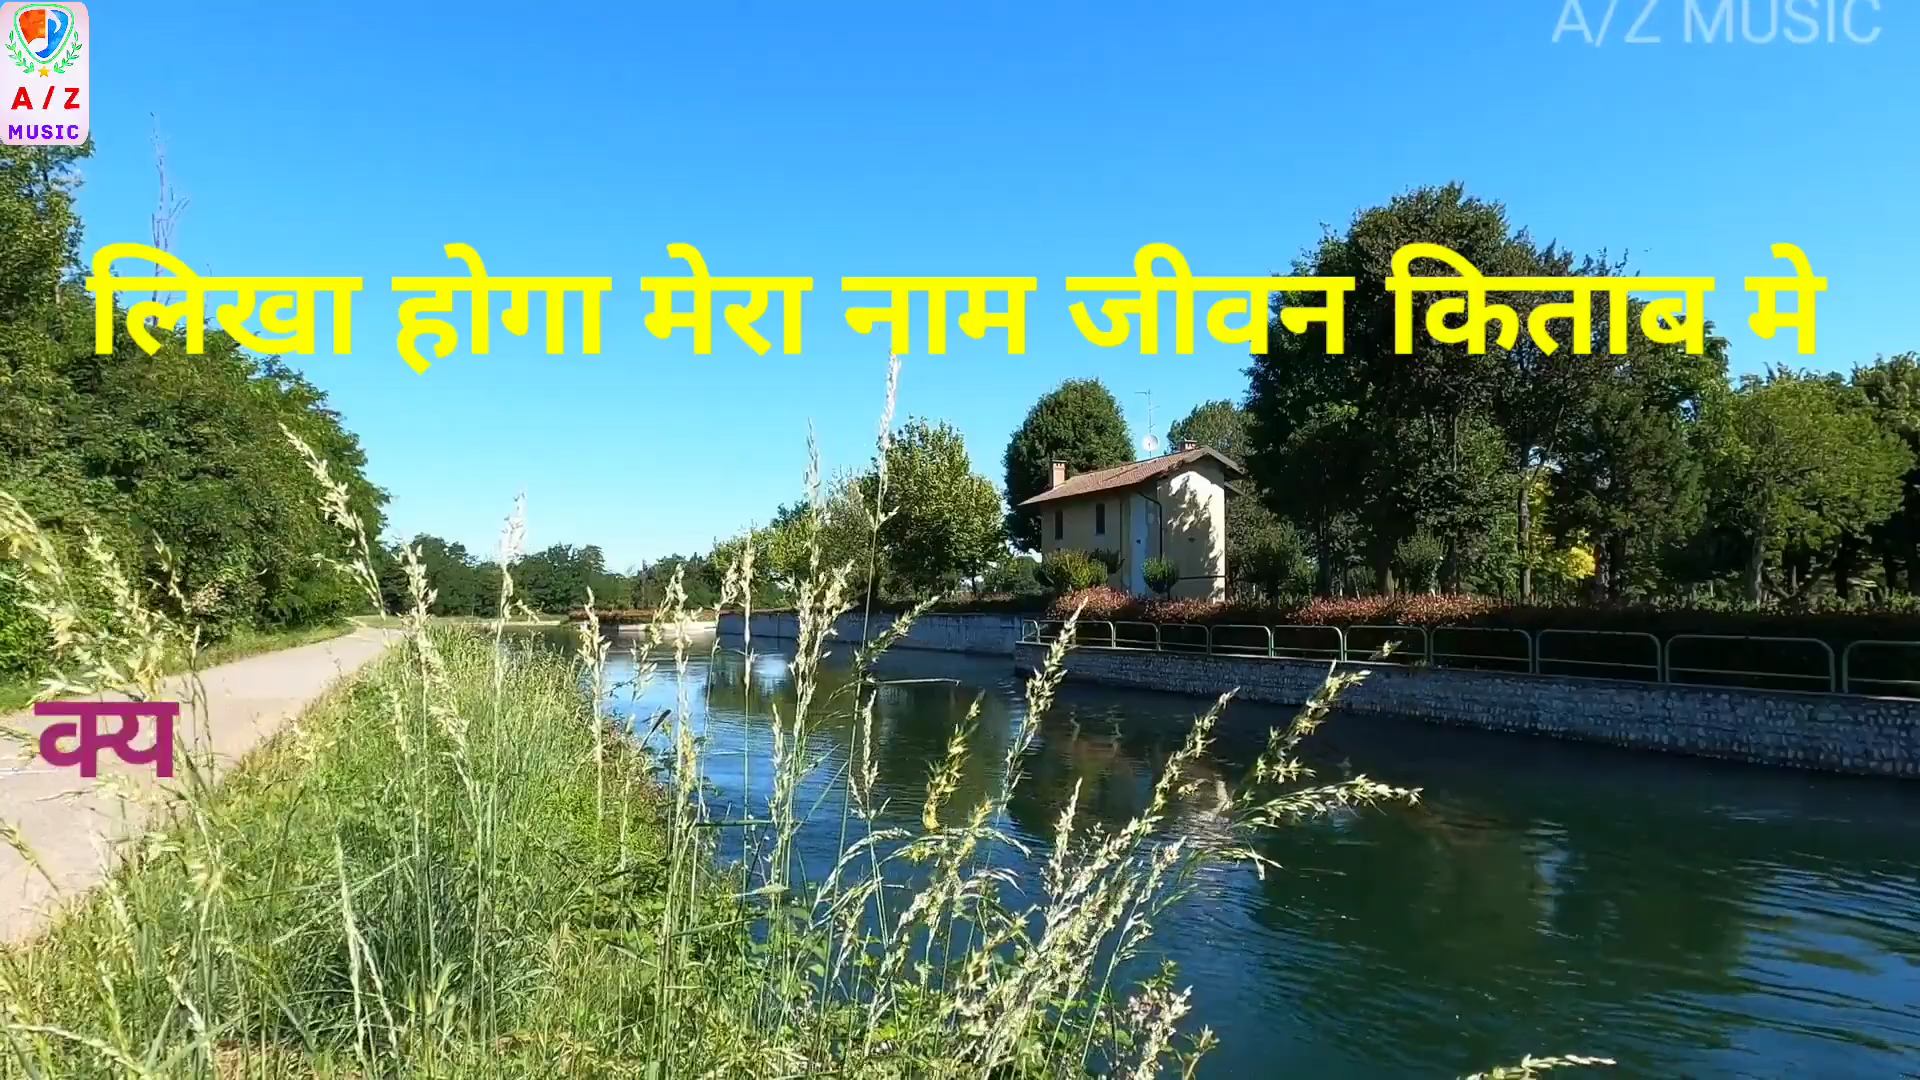 A/Z MUSIC
A/Z
MUSIC
लिखा होगा मेरा नाम जीवन किताब मे
क्य